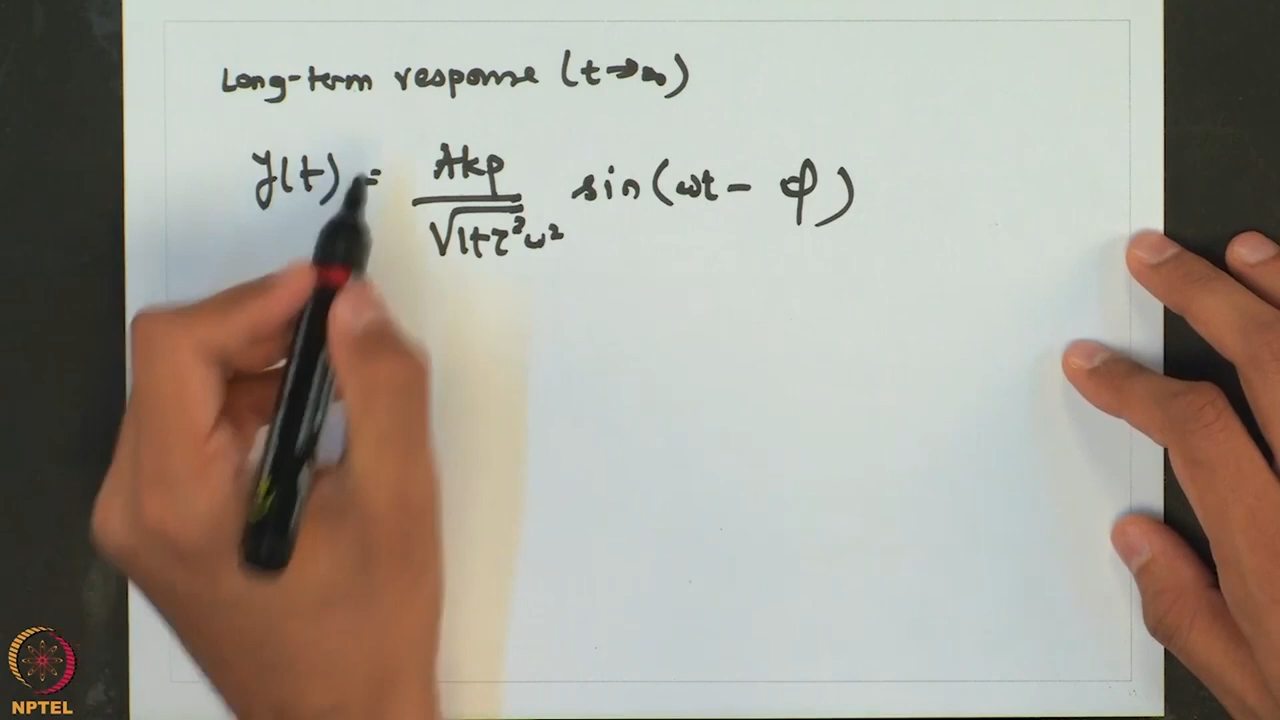 Long-term response (t→∞)
y(t) = Akp / √1+τ²ω² sin(ωt - φ)
NPTEL